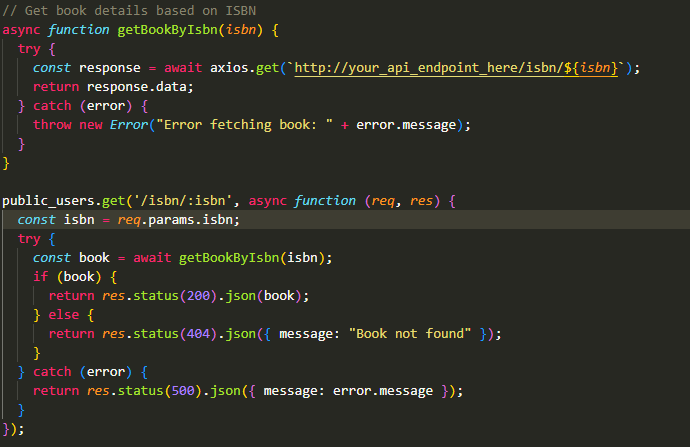 // Get book details based on ISBN
async function getBookByIsbn(isbn) {
  try {
    const response = await axios.get(`http://your_api_endpoint_here/isbn/${isbn}`);
    return response.data;
  } catch (error) {
    throw new Error("Error fetching book: " + error.message);
  }
}

public_users.get('/isbn/:isbn', async function (req, res) {
  const isbn = req.params.isbn;
  try {
    const book = await getBookByIsbn(isbn);
    if (book) {
      return res.status(200).json(book);
    } else {
      return res.status(404).json({ message: "Book not found" });
    }
  } catch (error) {
    return res.status(500).json({ message: error.message });
  }
});